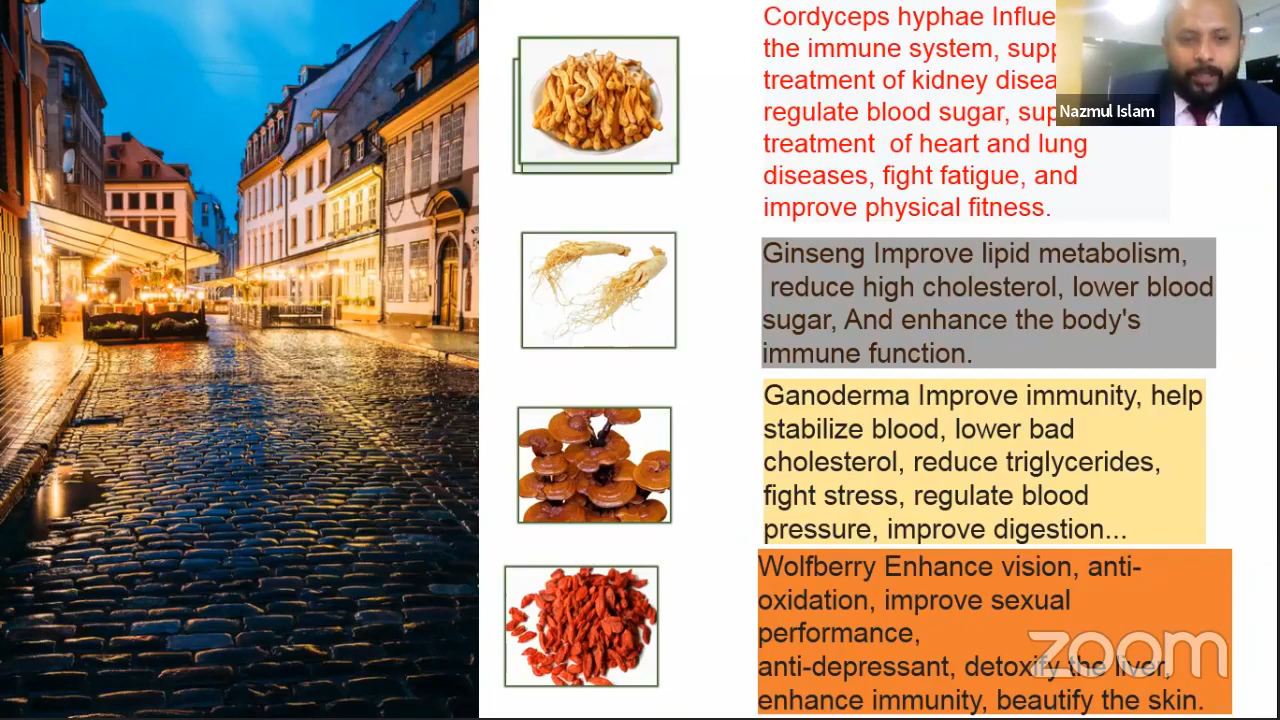 Cordyceps hyphae Influe
the immune system, supp
treatment of kidney disea
regulate blood sugar, sup
treatment of heart and lung
diseases, fight fatigue, and
improve physical fitness.
Nazmul Islam
Ginseng Improve lipid metabolism,
reduce high cholesterol, lower blood
sugar, And enhance the body's
immune function.
Ganoderma Improve immunity, help
stabilize blood, lower bad
cholesterol, reduce triglycerides,
fight stress, regulate blood
pressure, improve digestion...
Wolfberry Enhance vision, anti-
oxidation, improve sexual
performance,
anti-depressant, detoxify the liver,
enhance immunity, beautify the skin.
zoom